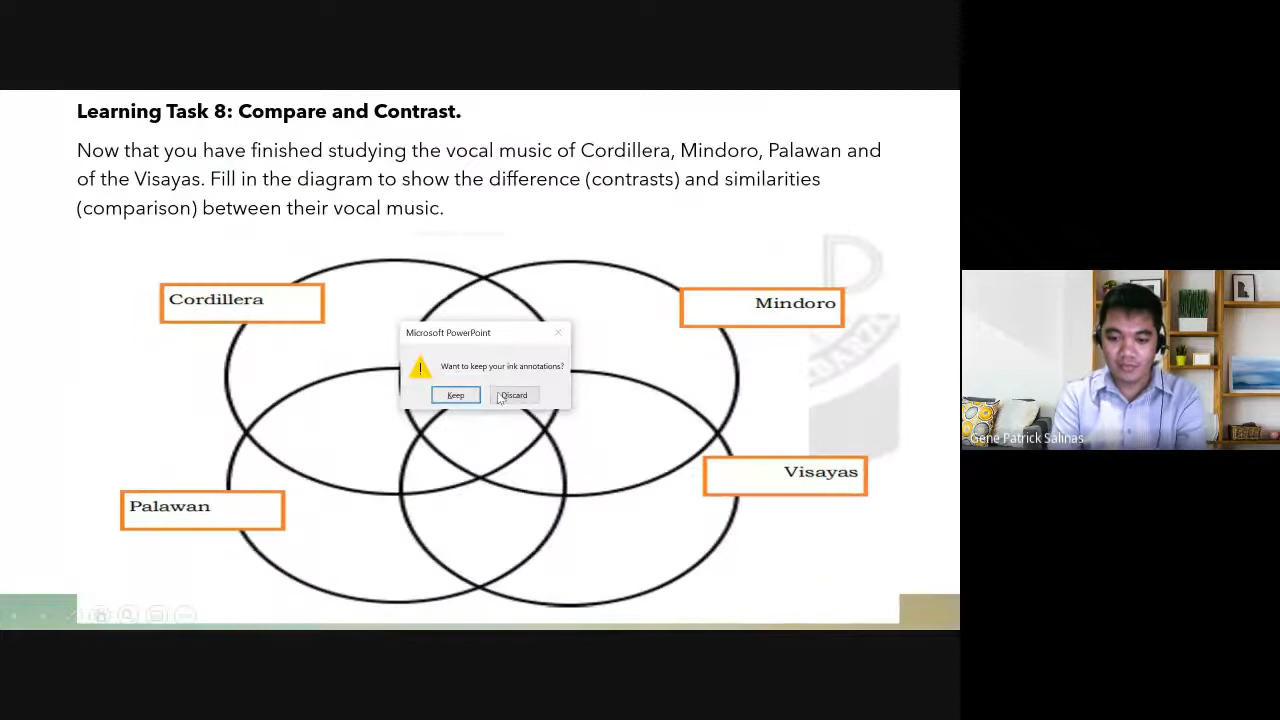 Learning Task 8: Compare and Contrast.
Now that you have finished studying the vocal music of Cordillera, Mindoro, Palawan and
of the Visayas. Fill in the diagram to show the difference (contrasts) and similarities
(comparison) between their vocal music.
Cordillera
Mindoro
Microsoft PowerPoint
Want to keep your ink annotations?
Keep
Discard
Gene Patrick Salinas
Visayas
Palawan